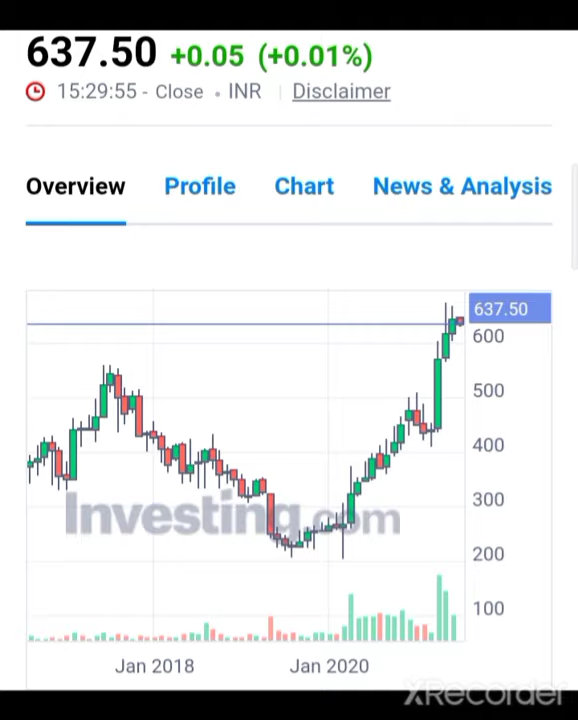 637.50 +0.05 (+0.01%)
15:29:55 - Close • INR | Disclaimer
Overview Profile Chart News & Analysis
637.50
600
500
400
300
Investing.com
200
100
Jan 2018 Jan 2020
XRecorder